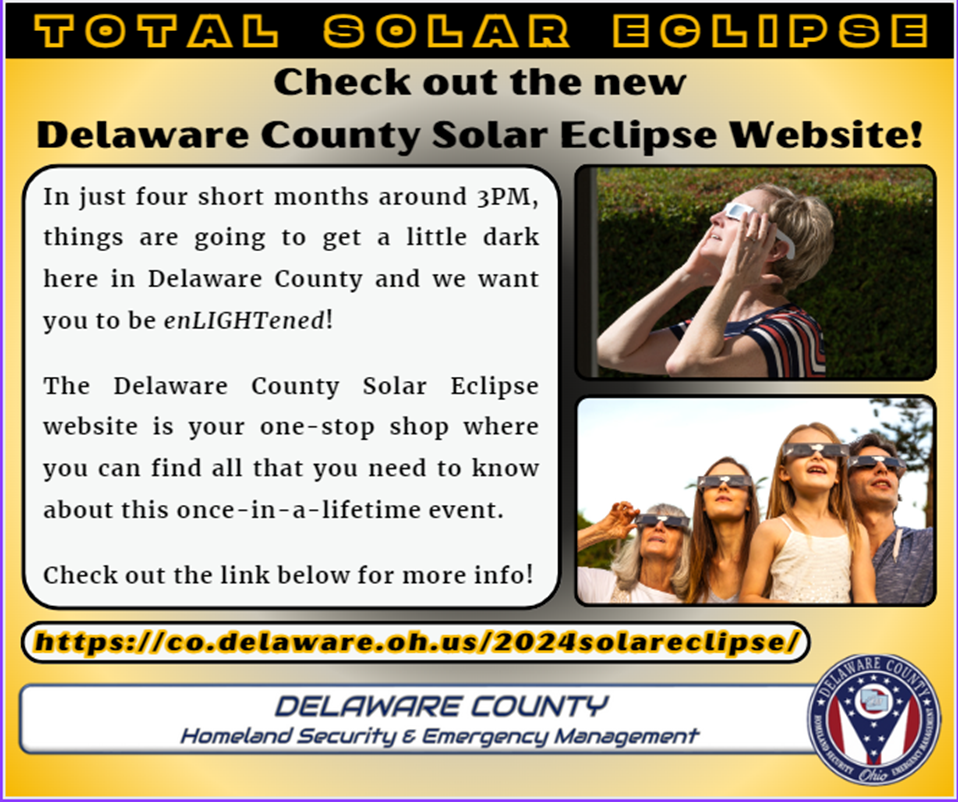 TOTAL SOLAR ECLIPSE
Check out the new
Delaware County Solar Eclipse Website!
In just four short months around 3PM,
things are going to get a little dark
here in Delaware County and we want
you to be enLIGHTened!
The Delaware County Solar Eclipse
website is your one-stop shop where
you can find all that you need to know
about this once-in-a-lifetime event.
Check out the link below for more info!
https://co.delaware.oh.us/2024solareclipse/
DELAWARE COUNTY
Homeland Security & Emergency Management
DELAWARE COUNTY
HOMELAND SECURITY
EMERGENCY MANAGEMENT
Ohio